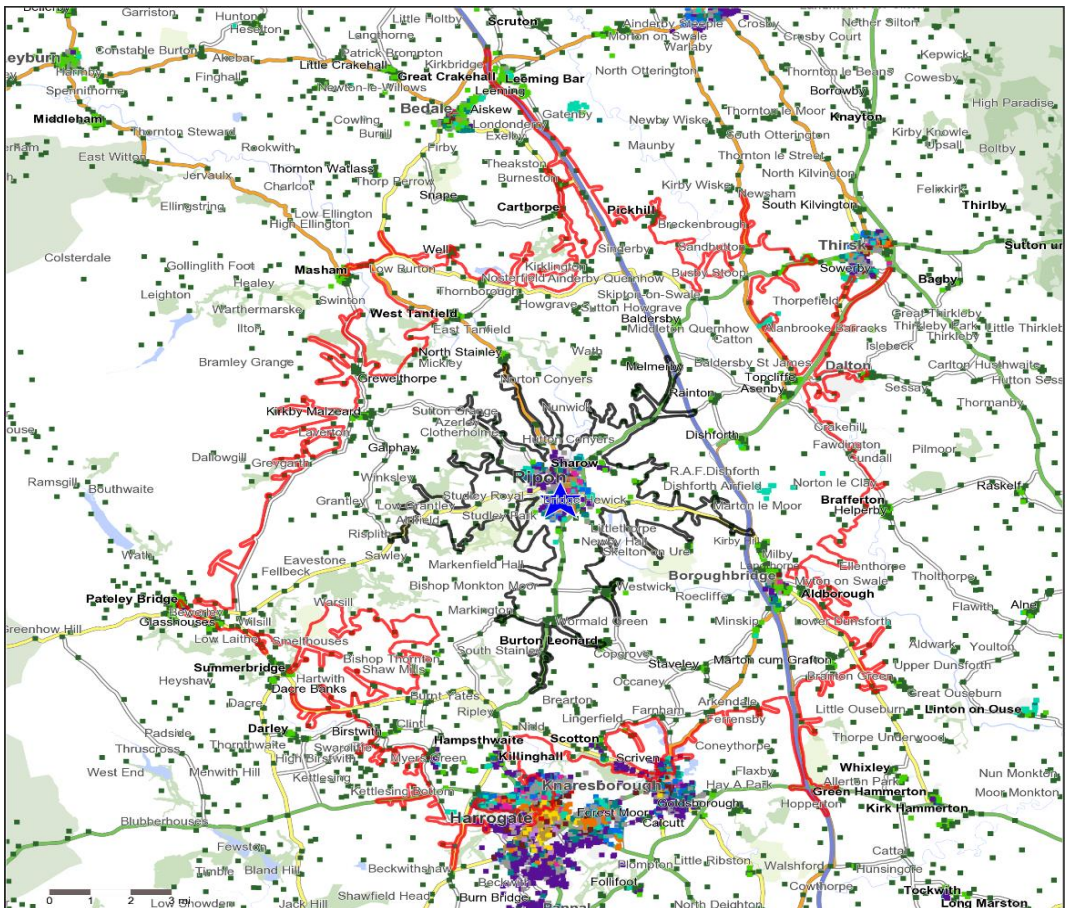 Garriston
Hunton
Heselton
Little Holtby
Scruton
Ainderby Steeple
Crosby
Nether Silton
Langthorne
Morton on Swale
Crosby Court
Constable Burton
Akebar
Patrick Brompton
Kirkbridge
Warlaby
Kepwick
eyburn
Harmby
Finghall
Little Crakehall
Great Crakehall
Leeming Bar
North Otterington
Thornton le Beans
Cowesby
Spennithorne
Newton-le-Willows
Leeming
Borrowby
High Paradise
Bedale
Aiskew
Gatenby
Thornton le Moor
Knayton
Middleham
Cowling
Londonderry
Newby Wiske
Kirby Knowle
Thornton Steward
Burrill
Exelby
South Otterington
Upsall
Boltby
Rookwith
Firby
Maunby
Thornton le Street
East Witton
Thornton Watlass
Theakston
North Kilvington
Jervaulx
Charlcot
Thorp Perrow
Burneston
Kirby Wiske
Newsham
Felixkirk
Ellingstring
Snape
Carthorpe
Pickhill
South Kilvington
Thirlby
Low Ellington
High Ellington
Breckenbrough
Colsterdale
Well
Sinderby
Sandhutton
Thirsk
Sutton un
Gollinglith Foot
Masham
Low Burton
Kirklington
Busby Stoop
Sowerby
Bagby
Healey
Nosterfield
Ainderby Quernhow
Leighton
Swinton
Thornborough
Skipton-on-Swale
Thorpefield
Warthermarske
Howgrave
Sutton Howgrave
Great Thirkleby
Ilton
West Tanfield
Baldersby
Alanbrooke Barracks
Thirkleby Park
Little Thirkleb
East Tanfield
Middleton Quernhow
Catton
Thirkleby
Bramley Grange
North Stainley
Wath
Islebeck
Mickley
Melmerby
Baldersby St James
Dalton
Carlton Husthwaite
Grewelthorpe
Norton Conyers
Topcliffe
Hutton Sess
Rainton
Asenby
Sessay
Kirkby Malzeard
Sutton Grange
Nunwick
Thormanby
Azerley
Crakehill
Laverton
Clotherholme
Hutton Conyers
Dishforth
Fawdington
Pilmoor
Dallowgill
Galphay
Sharow
Cundall
Greygarth
Ripon
R.A.F.Dishforth
Ramsgill
Winksley
Dishforth Airfield
Norton le Clay
Raskelf
Bouthwaite
Studley Royal
Bridge Hewick
Grantley
Low Grantley
Marton le Moor
Brafferton
Aldfield
Studley Park
Helperby
Risplith
Littlethorpe
Wath
Sawley
Newby Hall
Kirby Hill
Eavestone
Skelton on Ure
Milby
Fellbeck
Markenfield Hall
Langthorpe
Ellenthorpe
Boroughbridge
Myton on Swale
Tholthorpe
Pateley Bridge
Bishop Monkton Moor
Westwick
Aldborough
Bewerley
Warsill
Roecliffe
Flawith
Alne
Glasshouses
Wilsill
Markington
Wormald Green
Minskip
Lower Dunsforth
Greenhow Hill
Low Laithe
Smelthouses
Burton Leonard
Aldwark
Youlton
South Stainley
Copgrove
Bishop Thornton
Marton cum Grafton
Summerbridge
Shaw Mills
Staveley
Upper Dunsforth
Heyshaw
Hartwith
Occaney
Branton Green
Dacre Banks
Brearton
Great Ouseburn
Dacre
Burnt Yates
Arkendale
Ripley
Farnham
Little Ouseburn
Linton on Ouse
Padside
Darley
Clint
Nidd
Lingerfield
Ferrensby
Birstwith
Thornthwaite
Hampsthwaite
Scotton
Coneythorpe
Thorpe Underwood
Thruscross
Swarcliffe
High Birstwith
Myers Green
Killinghall
Scriven
Whixley
Nun Monkton
West End
Menwith Hill
Kettlesing
Flaxby
Allerton Park
Knaresborough
Hay A Park
Moor Monkton
Kettlesing Bottom
Green Hammerton
Goldsborough
Hopperton
Kirk Hammerton
Blubberhouses
Harrogate
Forest Moor
Calcutt
Fewston
Cattal
Beckwithshaw
Plompton
Little Ribston
Walshford
Hunsingore
Timble
Bland Hill
Follifoot
Cowthorpe
Tockwith
0 1 2 3 mi
Low Snowden
Jack Hill
Shawfield Head
Burn Bridge
Pannal
North Deighton
Long Marston